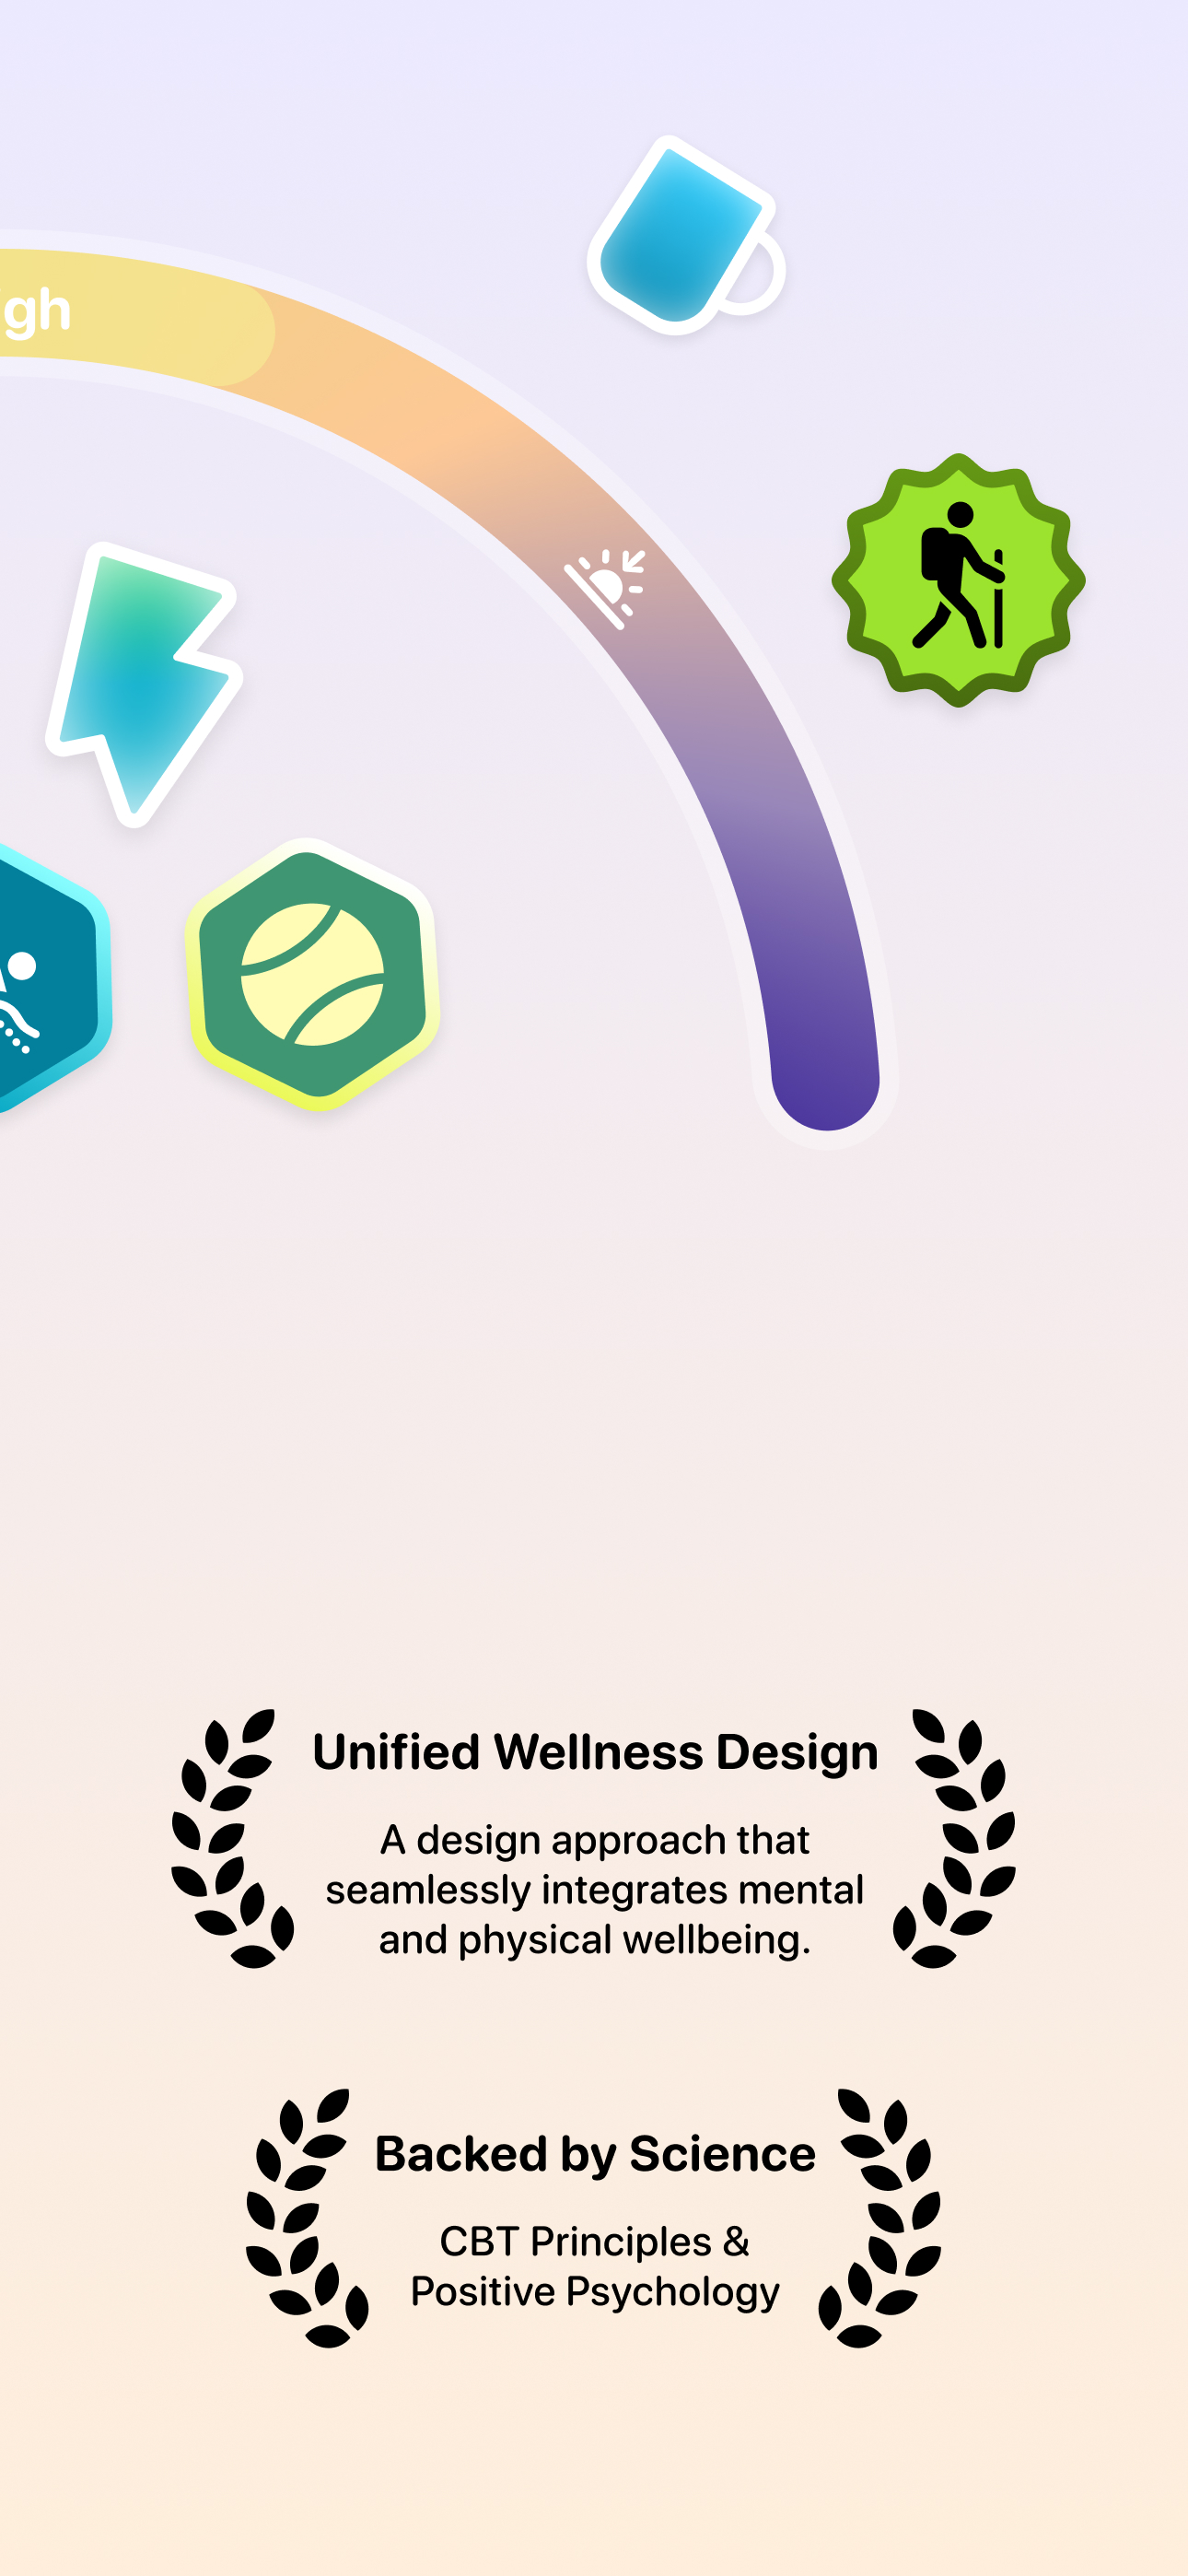 igh
Unified Wellness Design
A design approach that
seamlessly integrates mental
and physical wellbeing.
Backed by Science
CBT Principles &
Positive Psychology